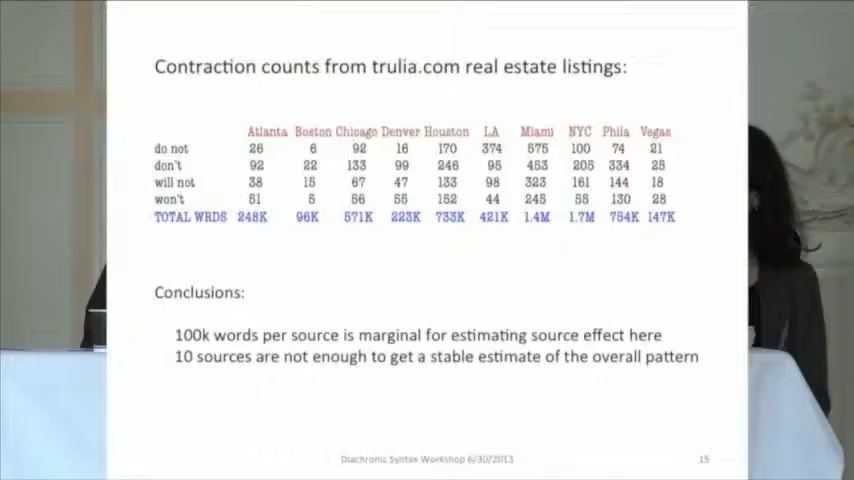 Contraction counts from trulia.com real estate listings:
Atlanta Boston Chicago Denver Houston LA Miami NYC Phila Vegas
do not 26 6 92 16 170 374 575 100 74 21
don't 92 22 133 99 246 95 453 205 334 25
will not 38 15 67 47 133 98 323 161 144 18
won't 51 5 56 55 152 44 245 55 130 28
TOTAL WRDS 248K 96K 571K 223K 733K 421K 1.4M 1.7M 754K 147K
Conclusions:
100k words per source is marginal for estimating source effect here
10 sources are not enough to get a stable estimate of the overall pattern
Diachronic Syntax Workshop 6/30/2013
15